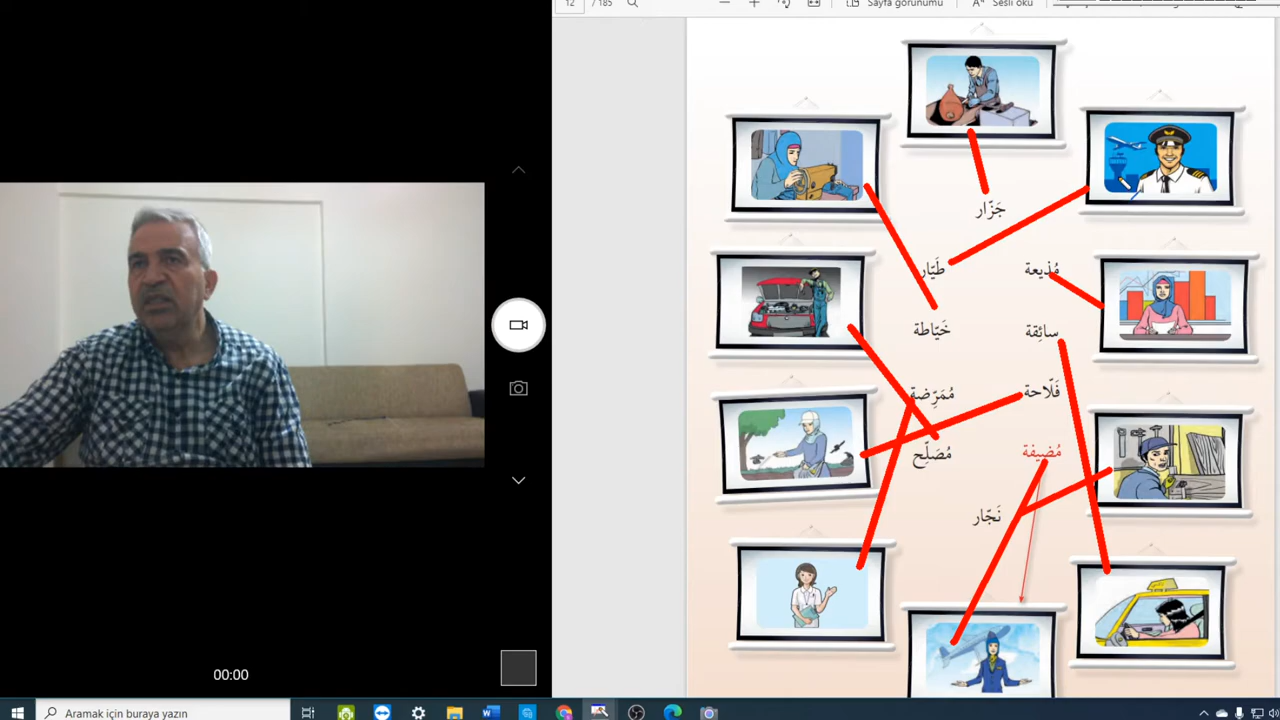 12 / 185 Sayfa görünümü Sesli oku
جَزّار
طَيّار مُذيعة
خَيّاطة سائِقة
مُمَرِّضة فَلّاحة
مُصَلِّح مُضيفة
نَجّار
00:00
Aramak için buraya yazın